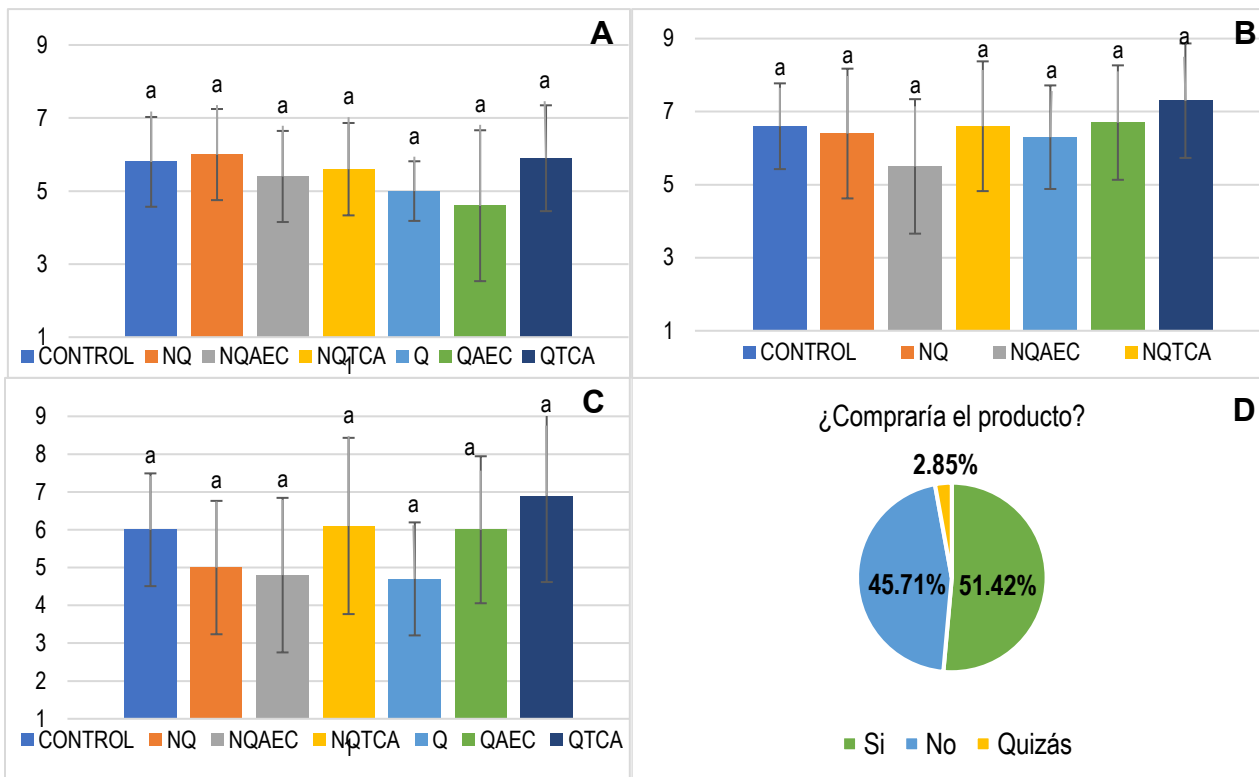 A
9
7
5
3
1
a a a a a a a
CONTROL NQ NQAEC NQTCA Q QAEC QTCA
1
B
9
7
5
3
1
a a a a a a a
CONTROL NQ NQAEC NQTCA
C
9
8
7
6
5
4
3
2
1
a a a a a a a
CONTROL NQ NQAEC NQTCA Q QAEC QTCA
1
D
¿Compraría el producto?
2.85%
45.71% 51.42%
Si No Quizás